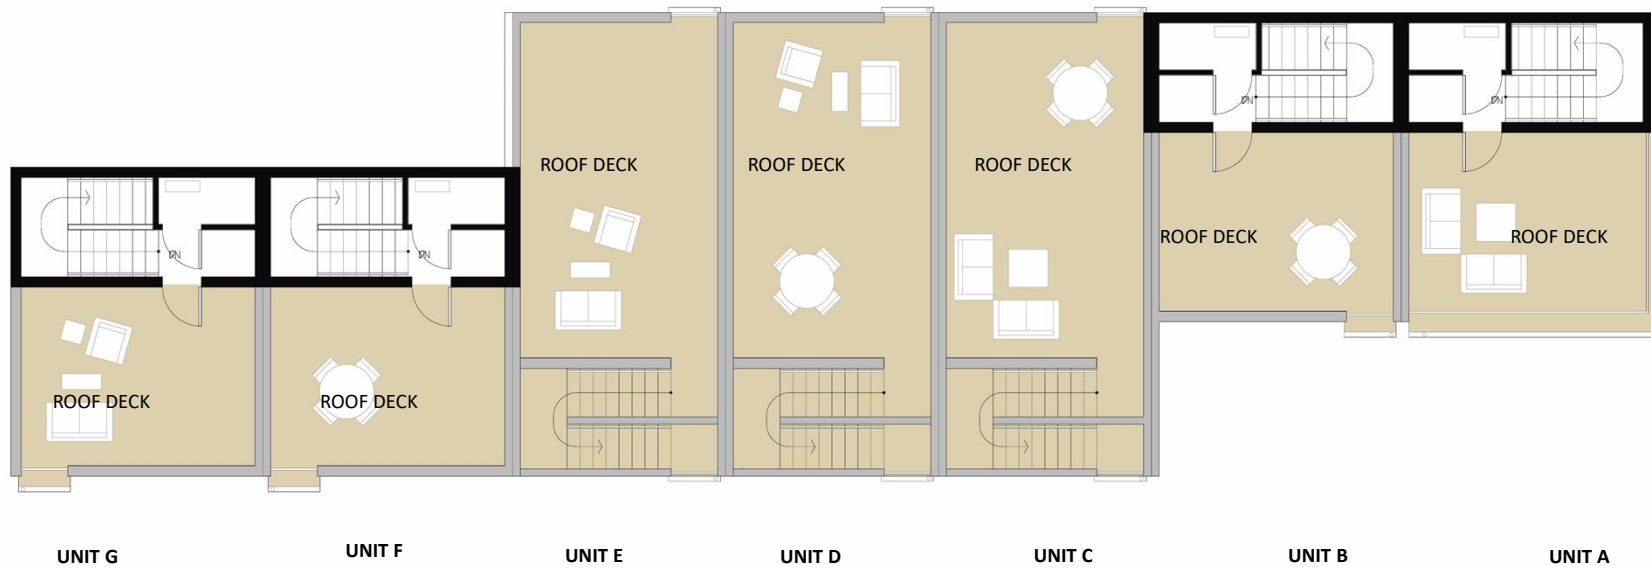 ROOF DECK
ROOF DECK
ROOF DECK
ROOF DECK
ROOF DECK
ROOF DECK
ROOF DECK
DN
DN
DN
DN
UNIT G
UNIT F
UNIT E
UNIT D
UNIT C
UNIT B
UNIT A